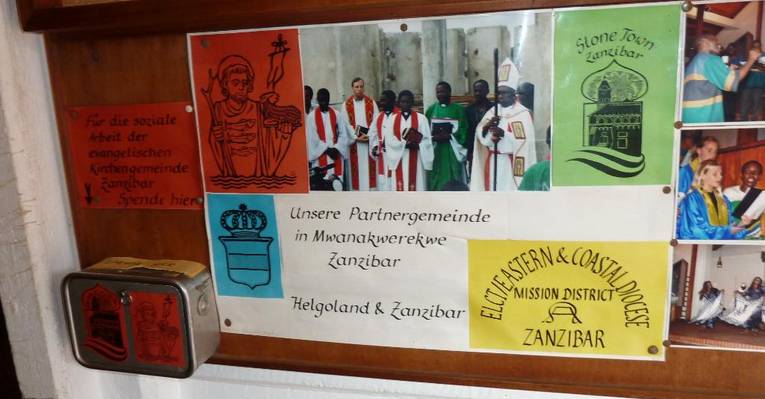 Für die soziale
Arbeit der
evangelischen
Kirchengemeinde
Zanzibar
Spende hier
Stone Town
Zanzibar
Unsere Partnergemeinde
in Mwanakwerekwe
Zanzibar
Helgoland & Zanzibar
ELCT/EASTERN & COASTAL DIOCESE
MISSION DISTRICT
ZANZIBAR